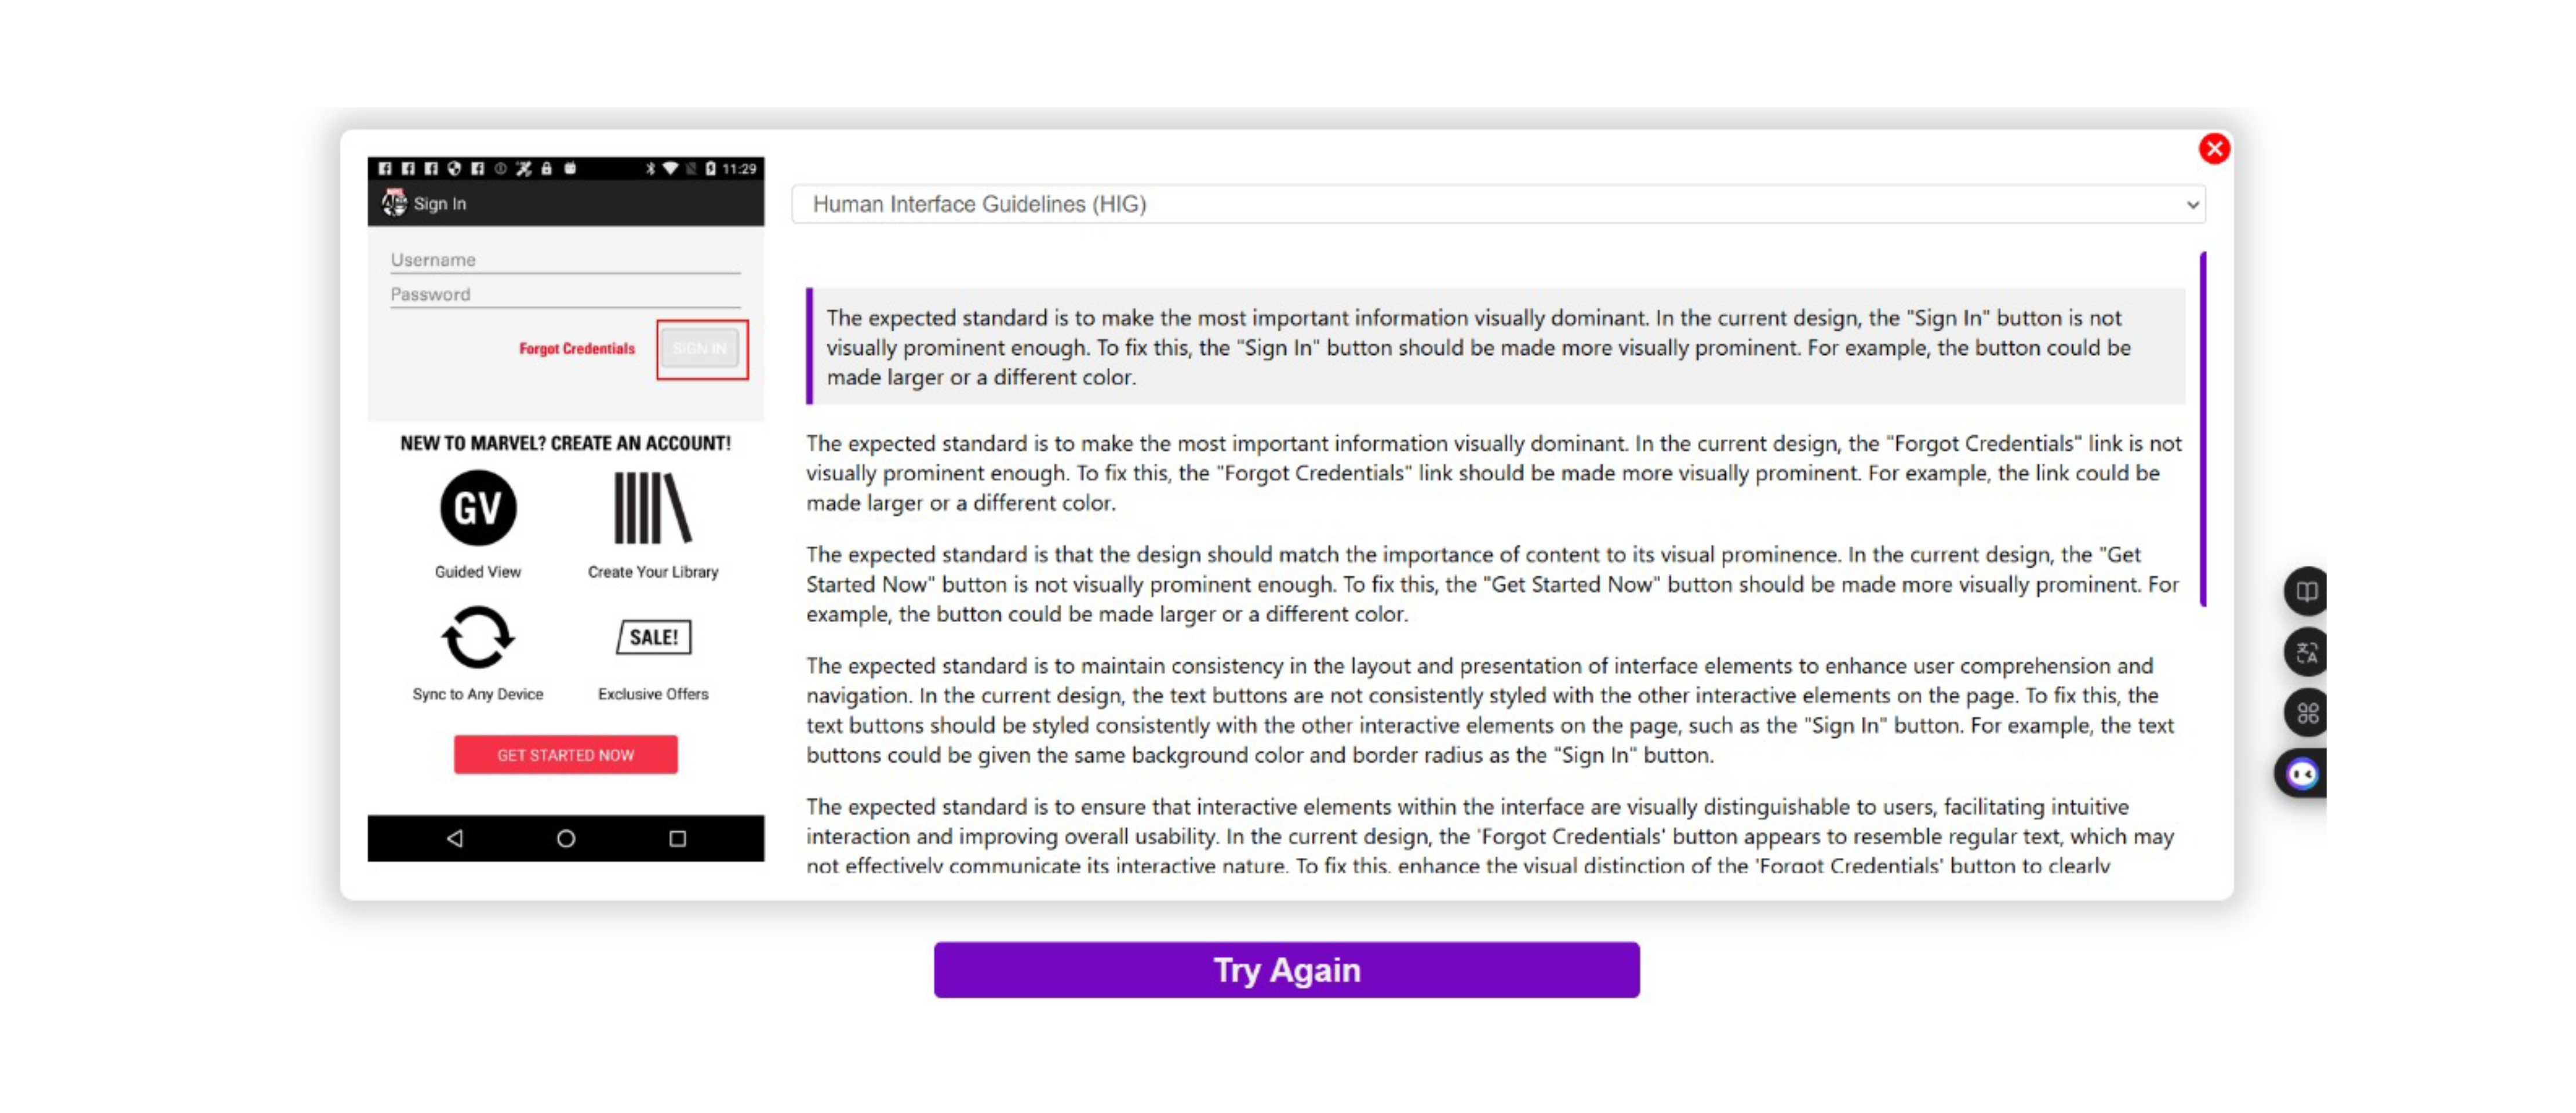 11:29
Sign In
Username
Password
Forgot Credentials
SIGN IN
NEW TO MARVEL? CREATE AN ACCOUNT!
GV
Guided View
Create Your Library
SALE!
Sync to Any Device
Exclusive Offers
GET STARTED NOW
Human Interface Guidelines (HIG)
The expected standard is to make the most important information visually dominant. In the current design, the "Sign In" button is not
visually prominent enough. To fix this, the "Sign In" button should be made more visually prominent. For example, the button could be
made larger or a different color.
The expected standard is to make the most important information visually dominant. In the current design, the "Forgot Credentials" link is not
visually prominent enough. To fix this, the "Forgot Credentials" link should be made more visually prominent. For example, the link could be
made larger or a different color.
The expected standard is that the design should match the importance of content to its visual prominence. In the current design, the "Get
Started Now" button is not visually prominent enough. To fix this, the "Get Started Now" button should be made more visually prominent. For
example, the button could be made larger or a different color.
The expected standard is to maintain consistency in the layout and presentation of interface elements to enhance user comprehension and
navigation. In the current design, the text buttons are not consistently styled with the other interactive elements on the page. To fix this, the
text buttons should be styled consistently with the other interactive elements on the page, such as the "Sign In" button. For example, the text
buttons could be given the same background color and border radius as the "Sign In" button.
The expected standard is to ensure that interactive elements within the interface are visually distinguishable to users, facilitating intuitive
interaction and improving overall usability. In the current design, the 'Forgot Credentials' button appears to resemble regular text, which may
not effectively communicate its interactive nature. To fix this, enhance the visual distinction of the 'Forgot Credentials' button to clearly
Try Again